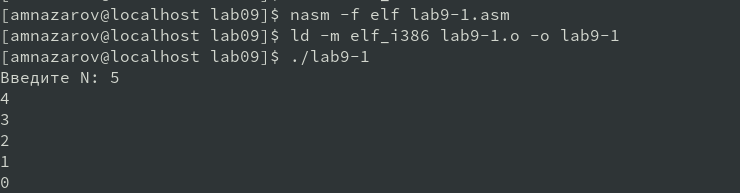 [amnazarov@localhost lab09]$ nasm -f elf lab9-1.asm
[amnazarov@localhost lab09]$ ld -m elf_i386 lab9-1.o -o lab9-1
[amnazarov@localhost lab09]$ ./lab9-1
Введите N: 5
4
3
2
1
0